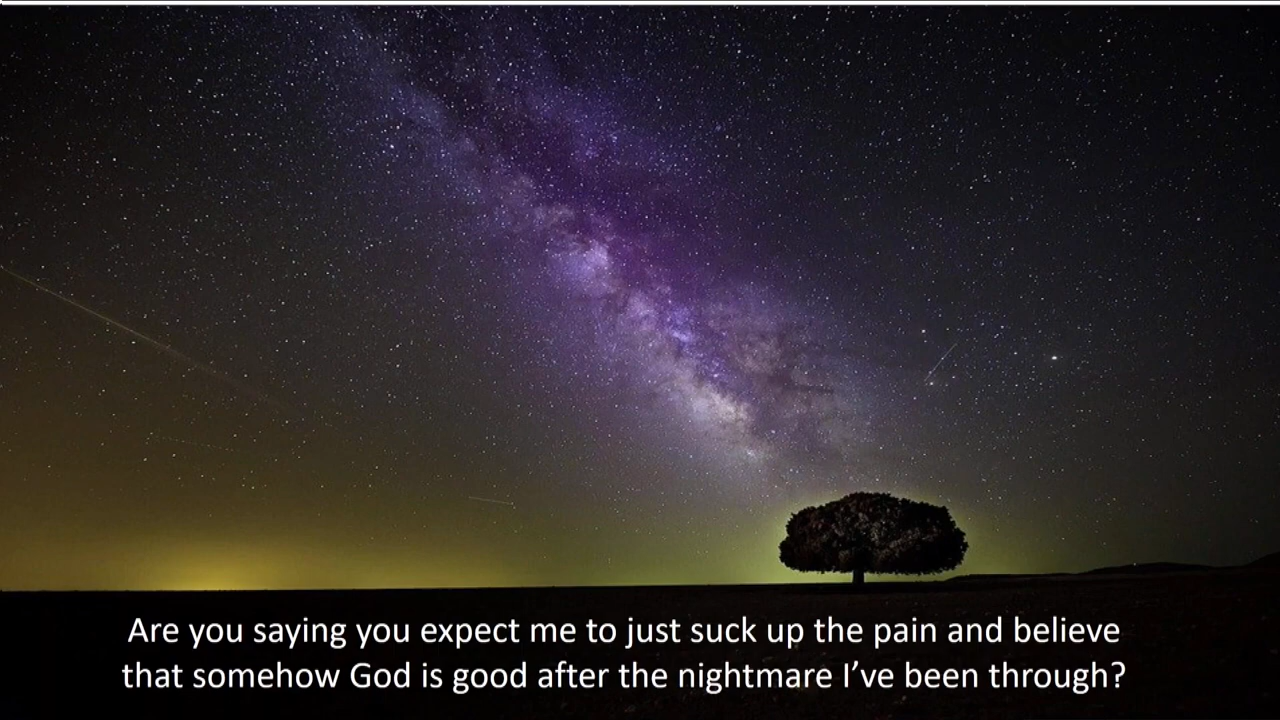 Are you saying you expect me to just suck up the pain and believe
that somehow God is good after the nightmare I’ve been through?